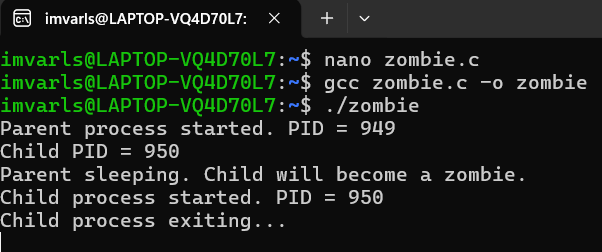 imvarls@LAPTOP-VQ4D70L7:
imvarls@LAPTOP-VQ4D70L7:~$ nano zombie.c
imvarls@LAPTOP-VQ4D70L7:~$ gcc zombie.c -o zombie
imvarls@LAPTOP-VQ4D70L7:~$ ./zombie
Parent process started. PID = 949
Child PID = 950
Parent sleeping. Child will become a zombie.
Child process started. PID = 950
Child process exiting...